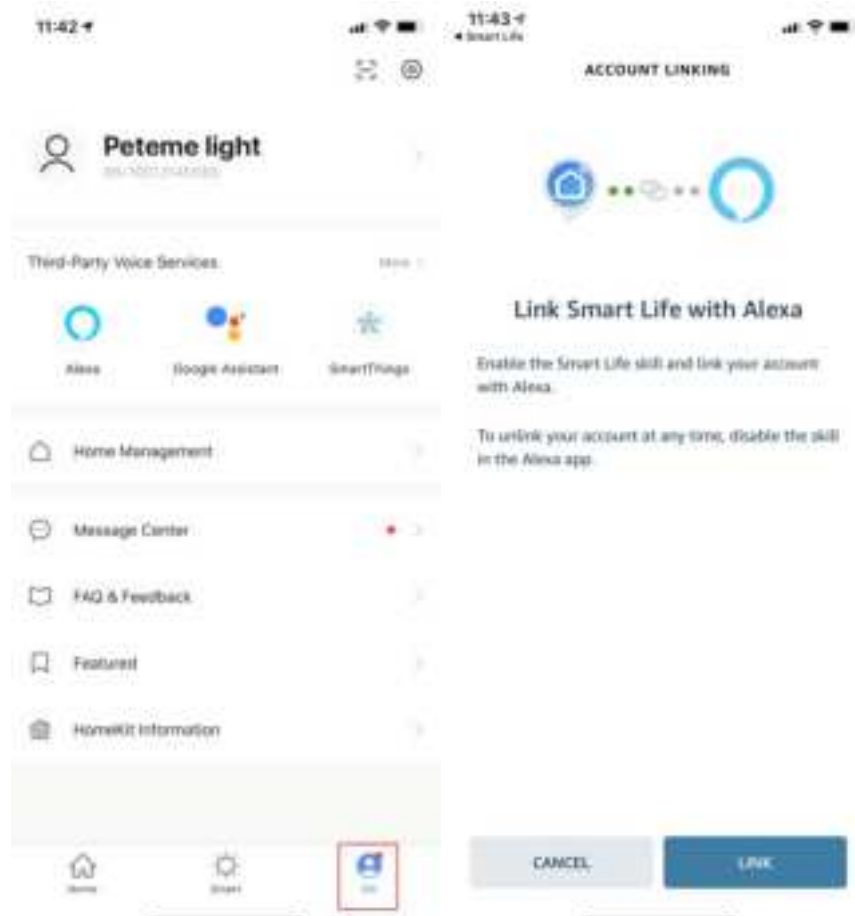 11:42
Peteme light
Third-Party Voice Services
More
Alexa
Google Assistant
SmartThings
Home Management
Message Center
FAQ & Feedback
Featured
HomeKit Information
Home
Smart
Me
11:43
Smart Life
ACCOUNT LINKING
Link Smart Life with Alexa
Enable the Smart Life skill and link your account
with Alexa.
To unlink your account at any time, disable the skill
in the Alexa app.
CANCEL
LINK